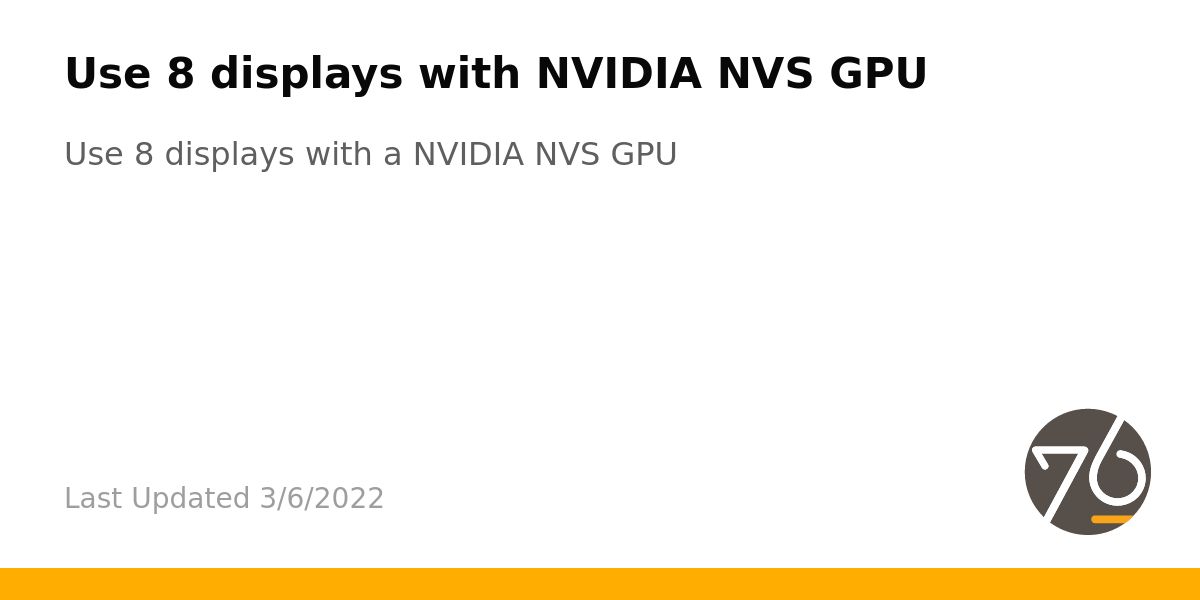 Use 8 displays with NVIDIA NVS GPU
Use 8 displays with a NVIDIA NVS GPU
Last Updated 3/6/2022
76